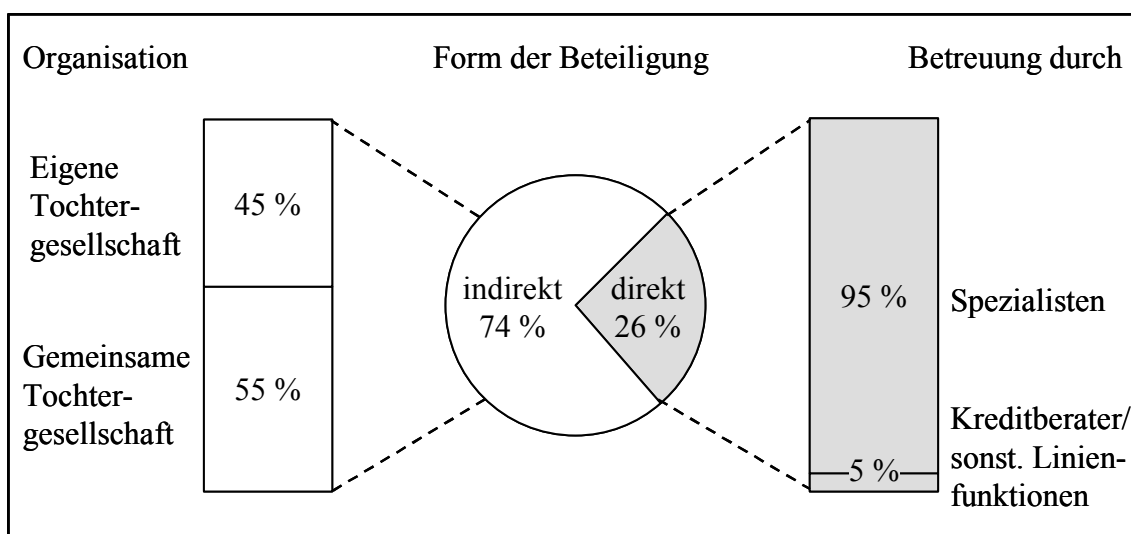 Organisation
Form der Beteiligung
Betreuung durch
Eigene
Tochter-
gesellschaft
45 %
Gemeinsame
Tochter-
gesellschaft
55 %
indirekt
74 %
direkt
26 %
95 %
Spezialisten
5 %
Kreditberater/
sonst. Linien-
funktionen